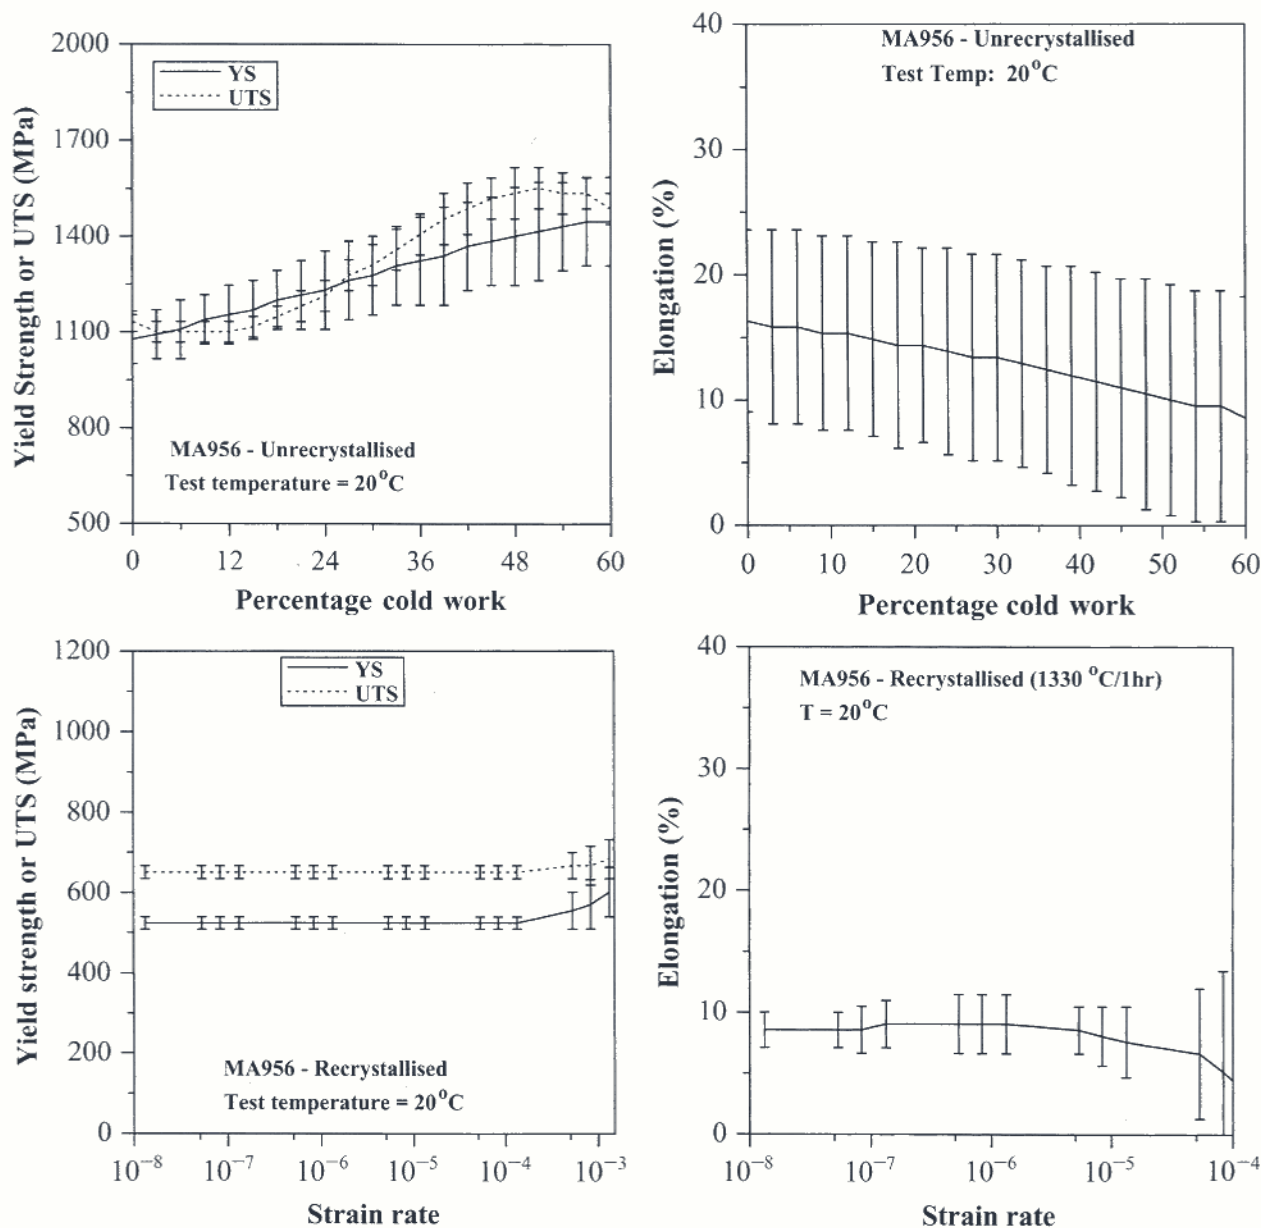 2000
1700
1400
1100
800
500
YS
UTS
MA956 - Unrecrystallised
Test temperature = 20°C
0 12 24 36 48 60
Percentage cold work
Yield Strength or UTS (MPa)
40
30
20
10
0
MA956 - Unrecrystallised
Test Temp: 20°C
0 10 20 30 40 50 60
Percentage cold work
Elongation (%)
1200
1000
800
600
400
200
0
YS
UTS
MA956 - Recrystallised
Test temperature = 20°C
10⁻⁸ 10⁻⁷ 10⁻⁶ 10⁻⁵ 10⁻⁴ 10⁻³
Strain rate
Yield strength or UTS (MPa)
40
30
20
10
0
MA956 - Recrystallised (1330 °C/1hr)
T = 20°C
10⁻⁸ 10⁻⁷ 10⁻⁶ 10⁻⁵ 10⁻⁴
Strain rate
Elongation (%)